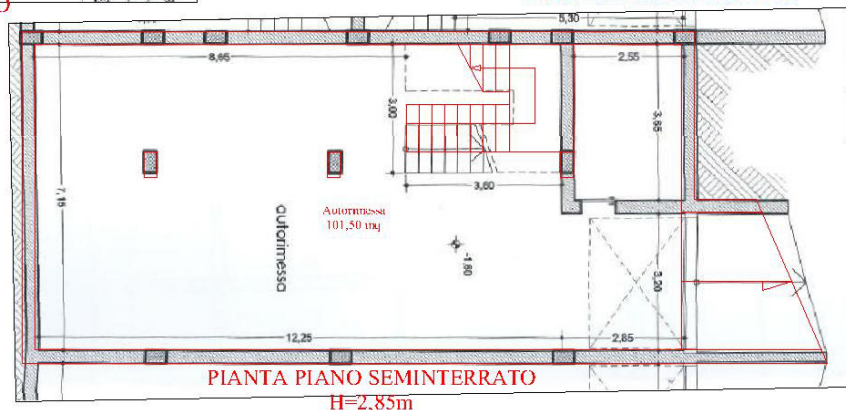 5,30
8,65
2,55
3,00
3,65
7,15
3,60
Autorimessa
101,50 mq
autorimessa
-1,60
3,20
12,25
2,85
PIANTA PIANO SEMINTERRATO
H=2,85m